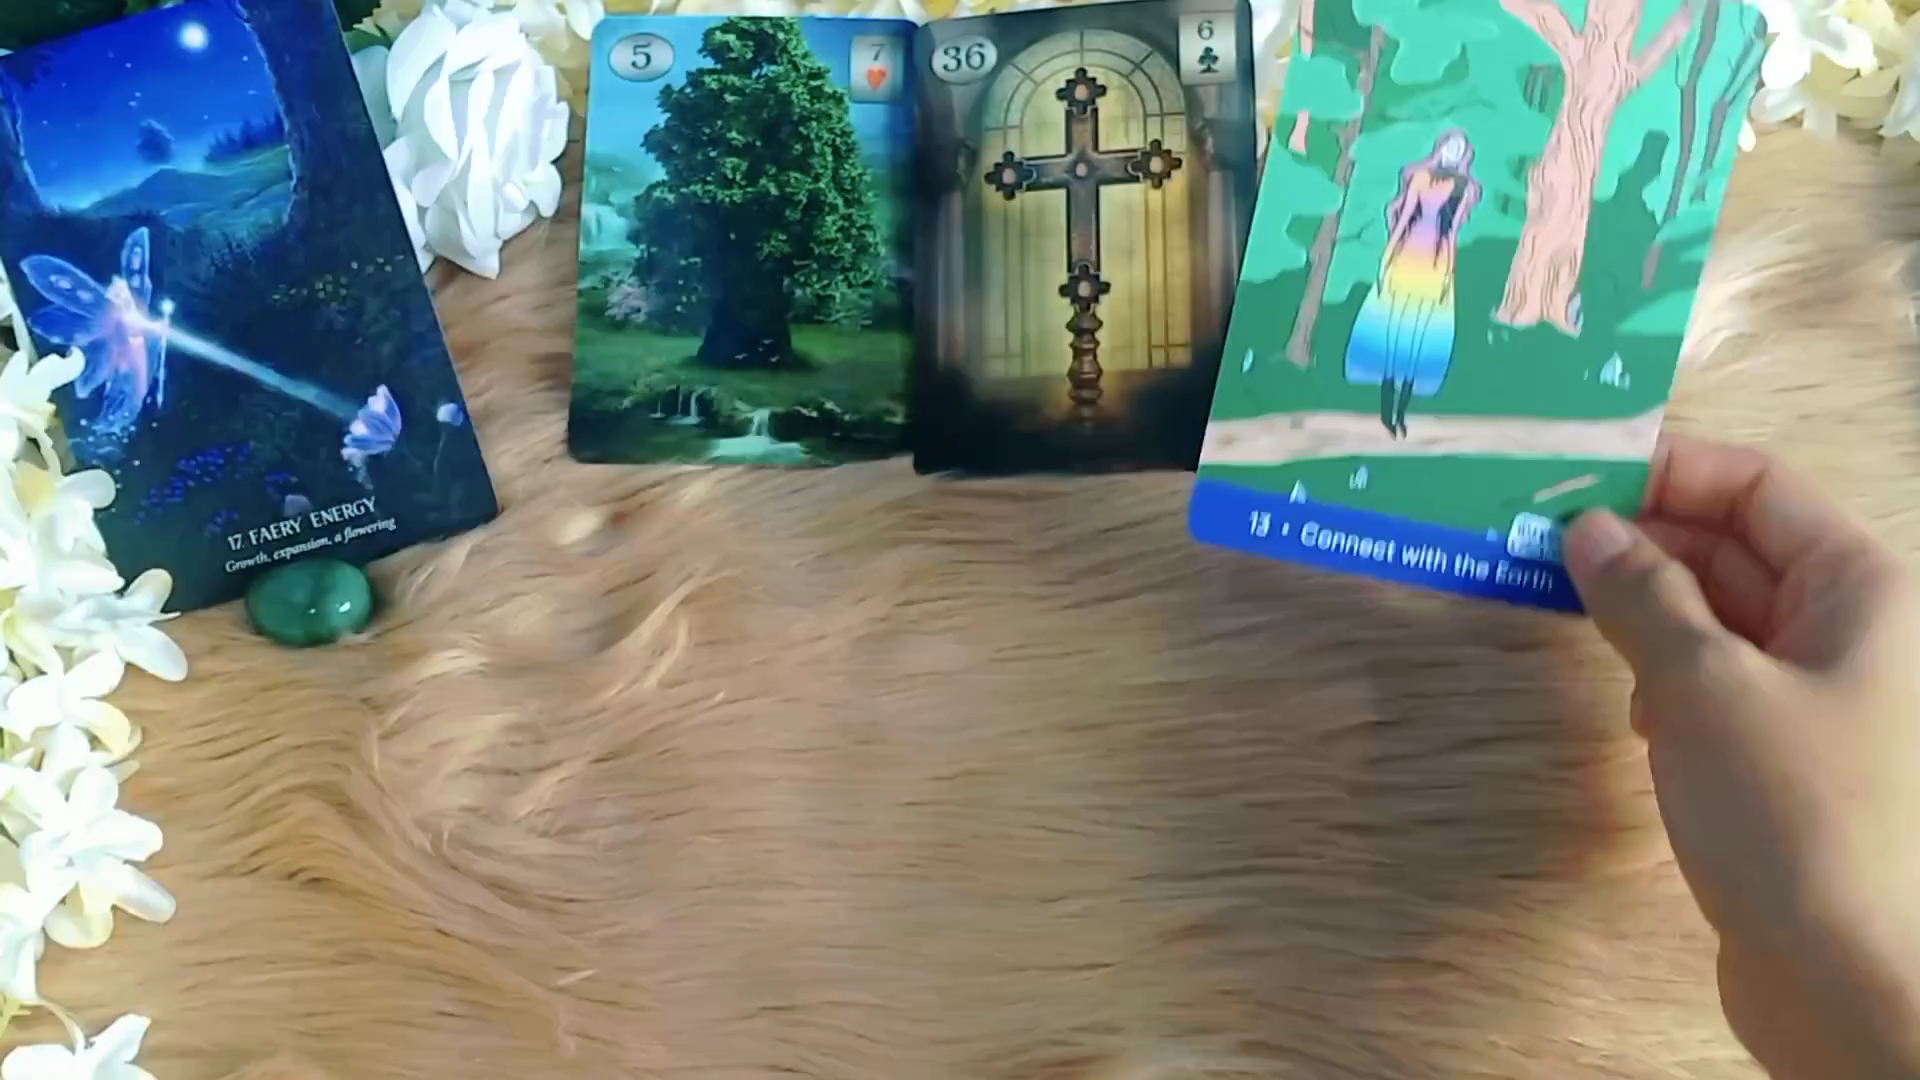 17. FAERY ENERGY
Growth, expansion, a flowering
5
7
36
6
13 • Connect with the Earth